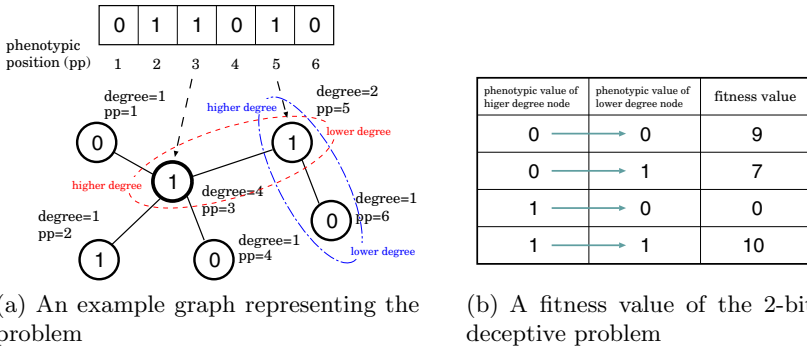 0 1 1 0 1 0
phenotypic
position (pp) 1 2 3 4 5 6
degree=1
pp=1
higher degree
degree=2
pp=5
0
1
lower degree
higher degree
1
degree=4
pp=3
degree=1
pp=2
degree=1
pp=6
0
1
0
degree=1
pp=4
lower degree
(a) An example graph representing the
problem
phenotypic value of
higer degree node
phenotypic value of
lower degree node
fitness value
0 0 9
0 1 7
1 0 0
1 1 10
(b) A fitness value of the 2-bit
deceptive problem